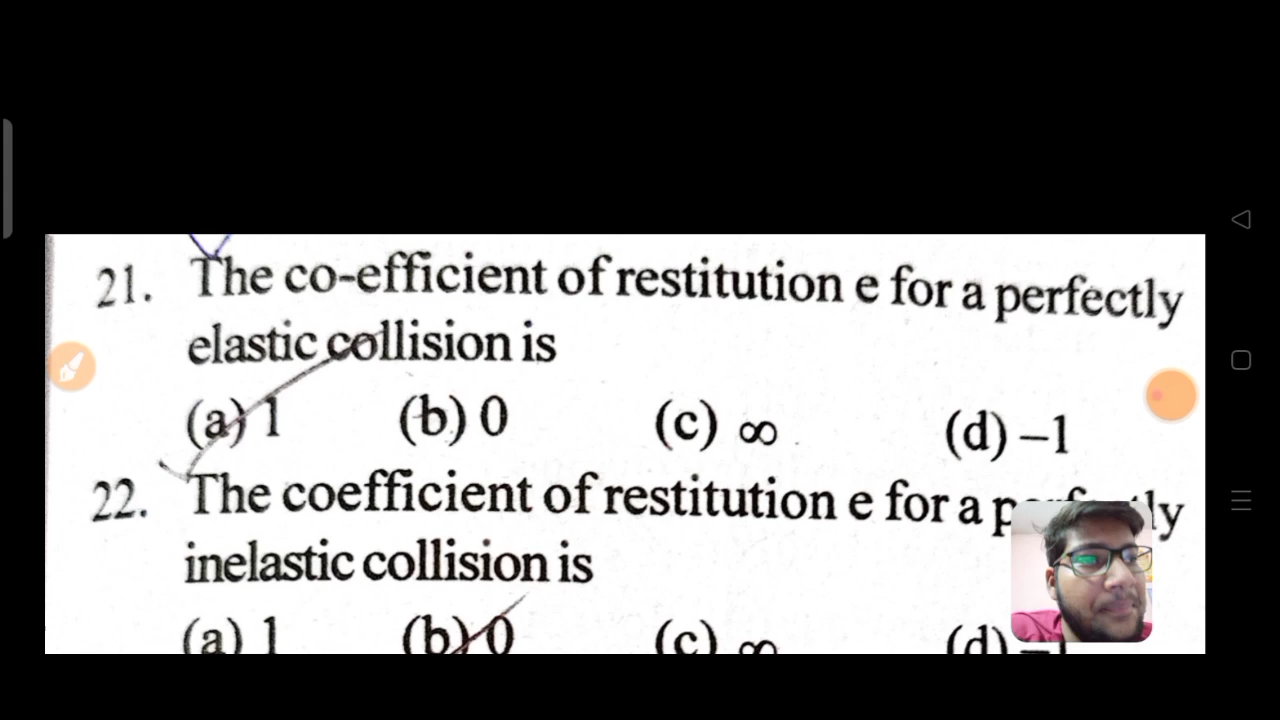 21. The co-efficient of restitution e for a perfectly
elastic collision is
(a) 1 (b) 0 (c) ∞ (d) –1
22. The coefficient of restitution e for a
inelastic collision is
(a) 1 (b) 0 (c) ∞ (d) –1